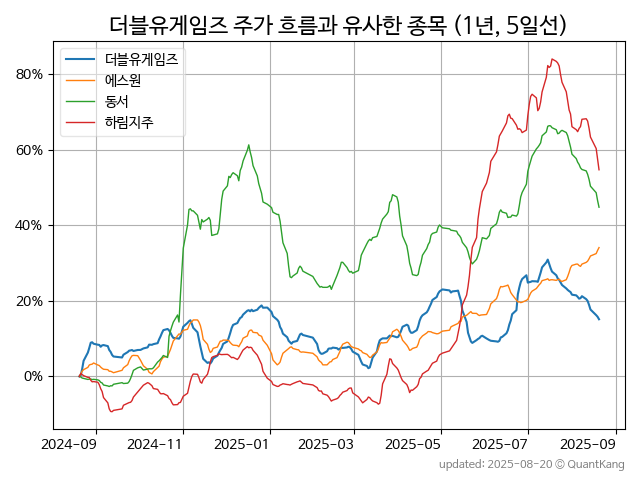 더블유게임즈 주가 흐름과 유사한 종목 (1년, 5일선)
더블유게임즈
에스원
동서
하림지주
80%
60%
40%
20%
0%
2024-09 2024-11 2025-01 2025-03 2025-05 2025-07 2025-09
updated: 2025-08-20 © QuantKang